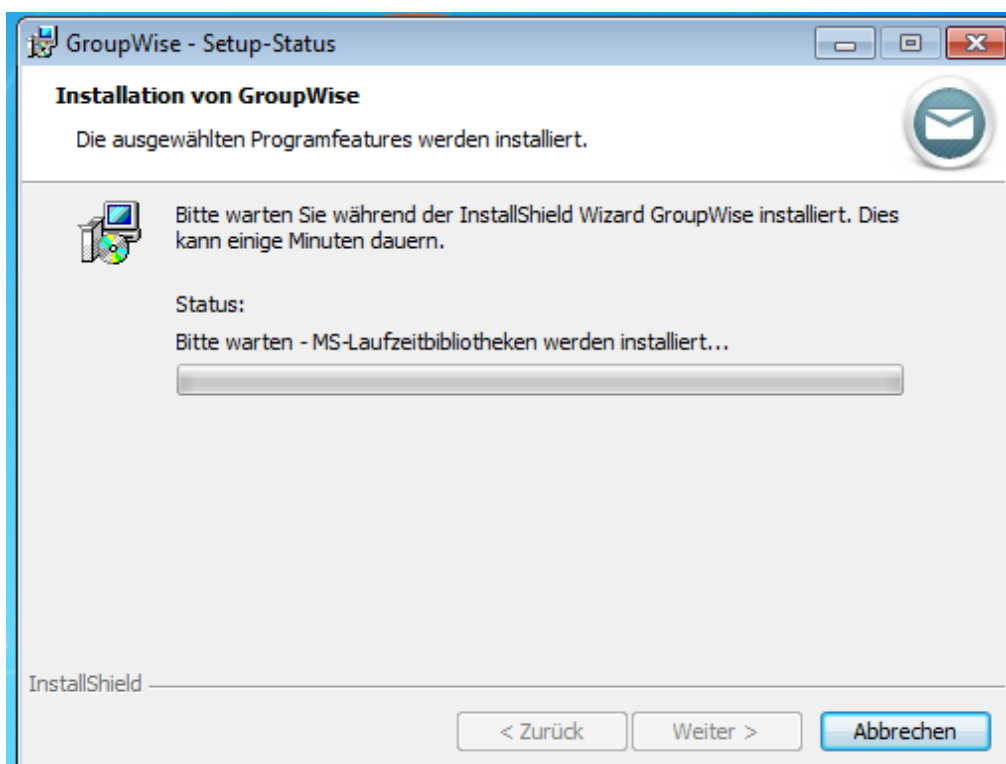 GroupWise - Setup-Status
Installation von GroupWise
Die ausgewählten Programfeatures werden installiert.
Bitte warten Sie während der InstallShield Wizard GroupWise installiert. Dies
kann einige Minuten dauern.
Status:
Bitte warten - MS-Laufzeitbibliotheken werden installiert...
InstallShield
< Zurück
Weiter >
Abbrechen